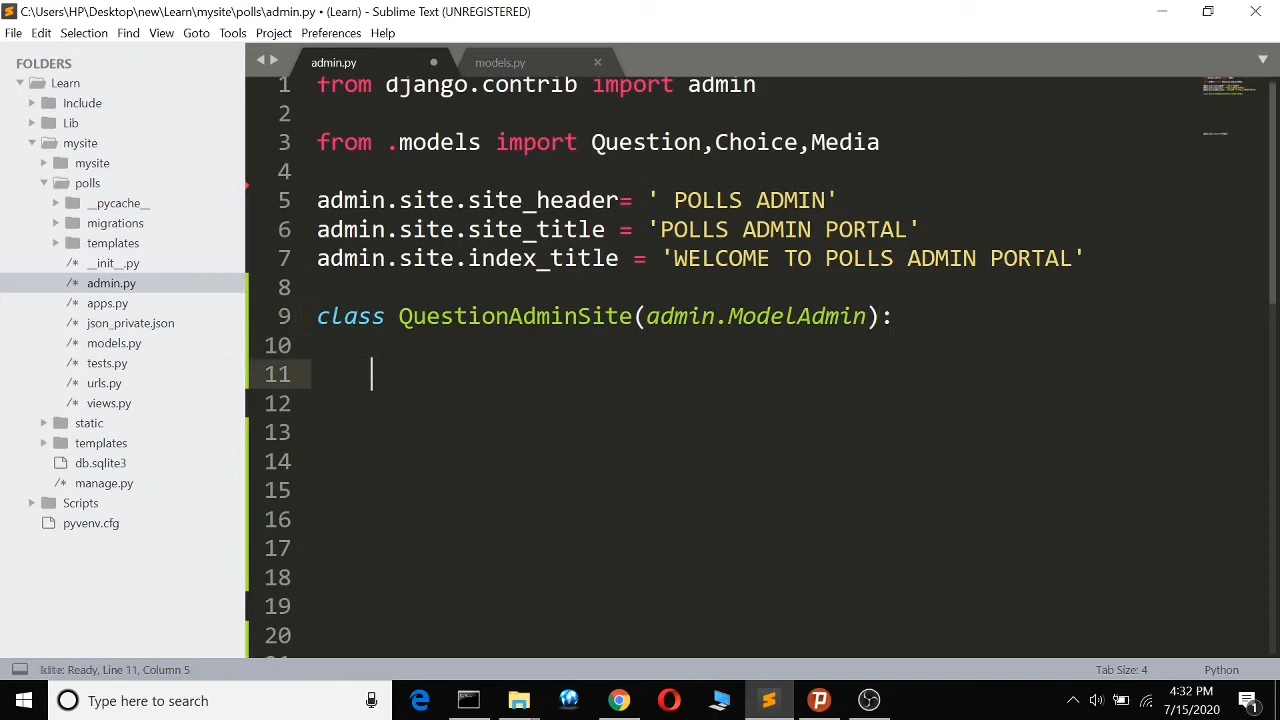 C:\Users\HP\Desktop\new\Learn\mysite\polls\admin.py • (Learn) - Sublime Text (UNREGISTERED)
File Edit Selection Find View Goto Tools Project Preferences Help
FOLDERS
Learn
Include
Lib
mysite
mysite
polls
__pycache__
migrations
templates
__init__.py
admin.py
apps.py
json_private.json
models.py
tests.py
urls.py
views.py
static
templates
db.sqlite3
manage.py
Scripts
pyvenv.cfg
admin.py models.py
1 from django.contrib import admin
2
3 from .models import Question,Choice,Media
4
5 admin.site.site_header= ' POLLS ADMIN'
6 admin.site.site_title = 'POLLS ADMIN PORTAL'
7 admin.site.index_title = 'WELCOME TO POLLS ADMIN PORTAL'
8
9 class QuestionAdminSite(admin.ModelAdmin):
10
11
12
13
14
15
16
17
18
19
20
kite: Ready, Line 11, Column 5 Tab Size: 4 Python
Type here to search
4:32 PM
7/15/2020